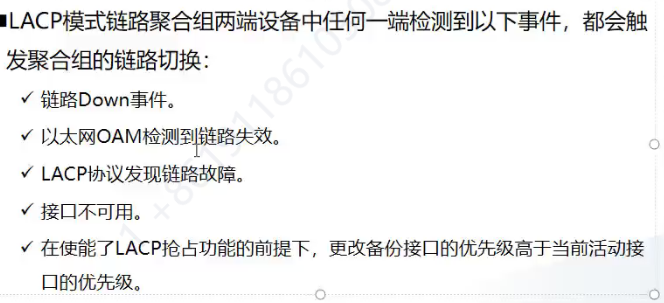 ■LACP模式链路聚合组两端设备中任何一端检测到以下事件，都会触
发聚合组的链路切换：
✓ 链路Down事件。
✓ 以太网OAM检测到链路失效。
✓ LACP协议发现链路故障。
✓ 接口不可用。
✓ 在使能了LACP抢占功能的前提下，更改备份接口的优先级高于当前活动接
口的优先级。